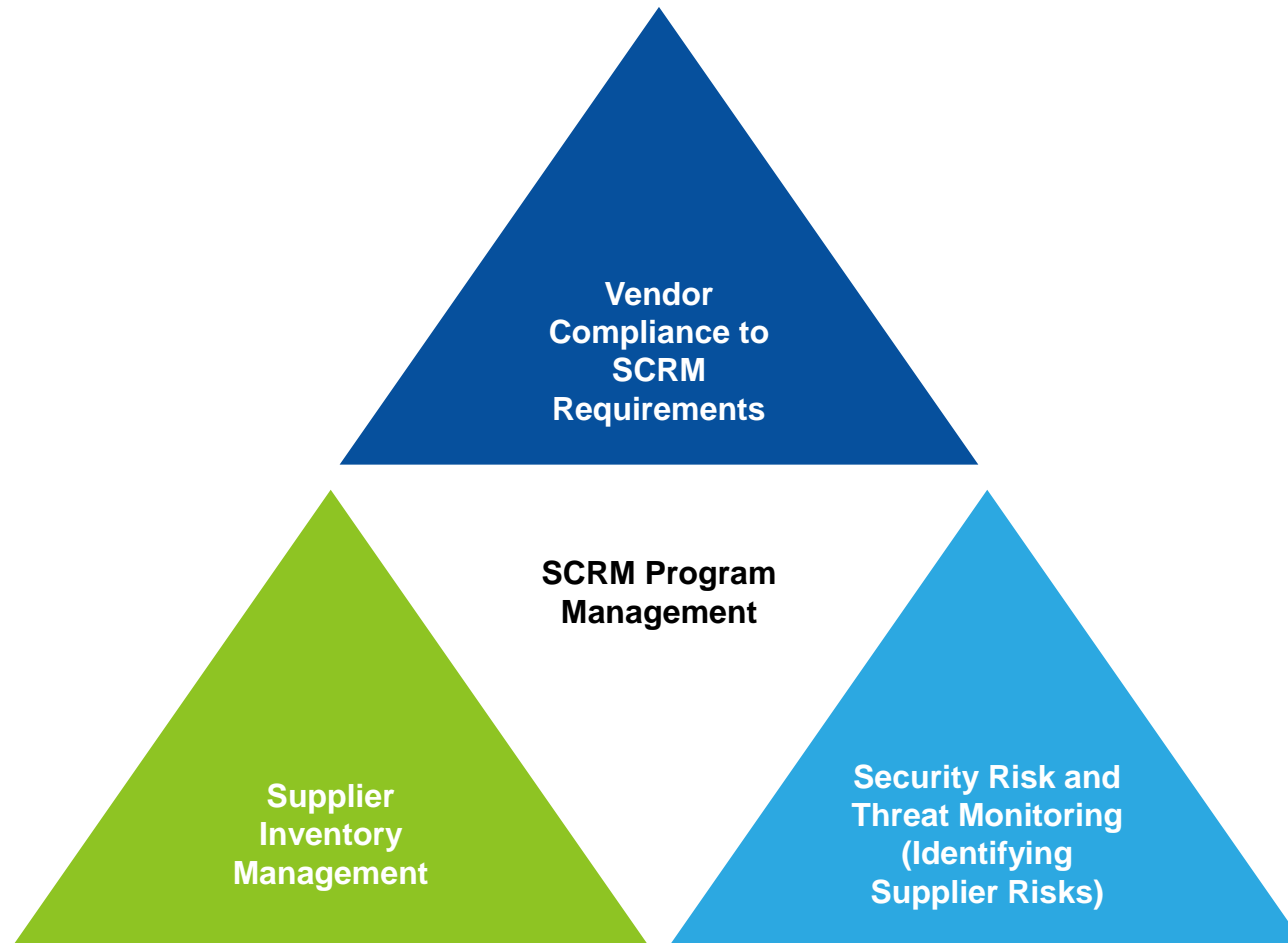 Vendor
Compliance to
SCRM
Requirements
SCRM Program
Management
Supplier
Inventory
Management
Security Risk and
Threat Monitoring
(Identifying
Supplier Risks)